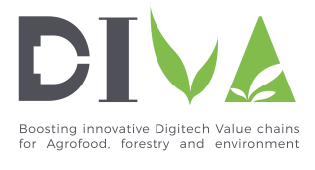 DIVA
Boosting innovative Digitech Value chains
for Agrofood, forestry and environment